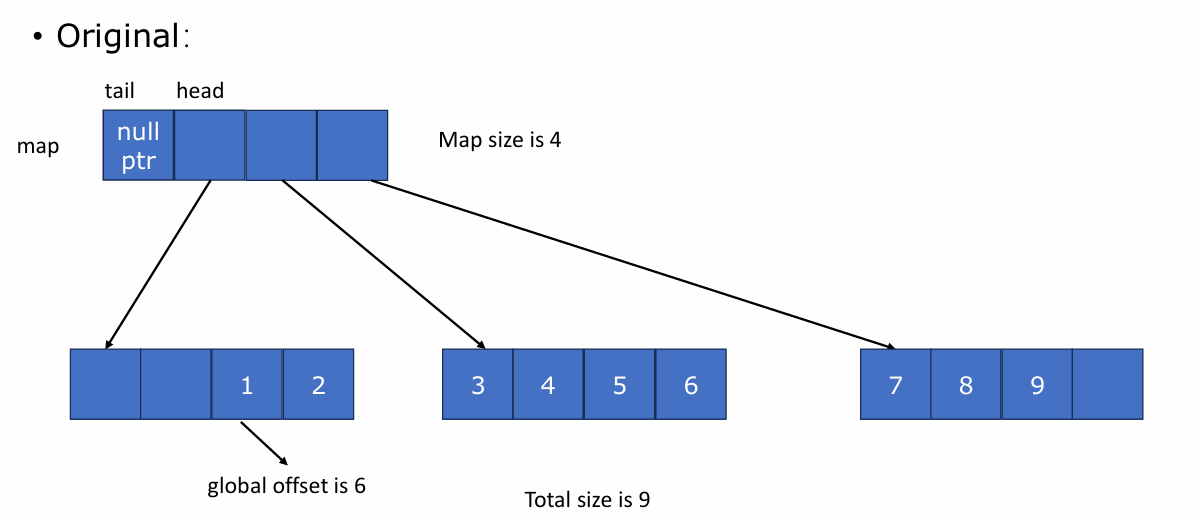 • Original:
tail head
map
null
ptr
Map size is 4
1 2
3 4 5 6
7 8 9
global offset is 6
Total size is 9